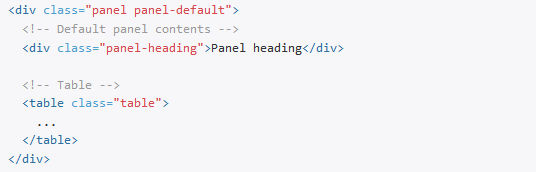 <div class="panel panel-default">
  <!-- Default panel contents -->
  <div class="panel-heading">Panel heading</div>

  <!-- Table -->
  <table class="table">
    ...
  </table>
</div>